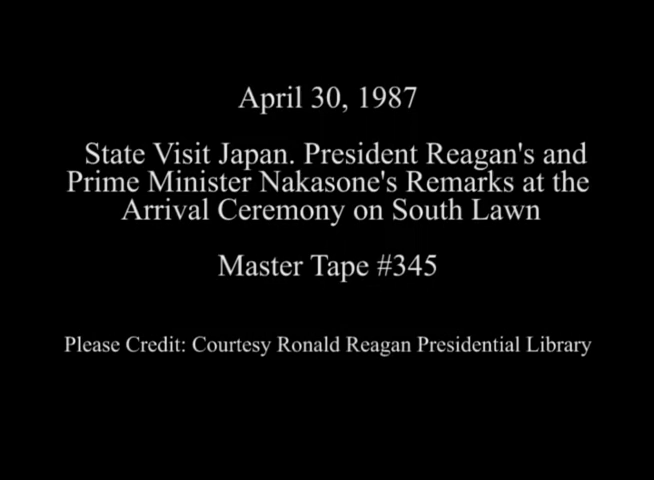 April 30, 1987
State Visit Japan. President Reagan's and
Prime Minister Nakasone's Remarks at the
Arrival Ceremony on South Lawn
Master Tape #345
Please Credit: Courtesy Ronald Reagan Presidential Library